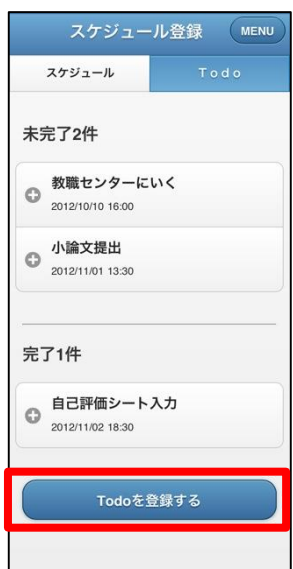 スケジュール登録
MENU
スケジュール
Ｔｏｄｏ
未完了2件
教職センターにいく
2012/10/10 16:00
小論文提出
2012/11/01 13:30
完了1件
自己評価シート入力
2012/11/02 18:30
Todoを登録する